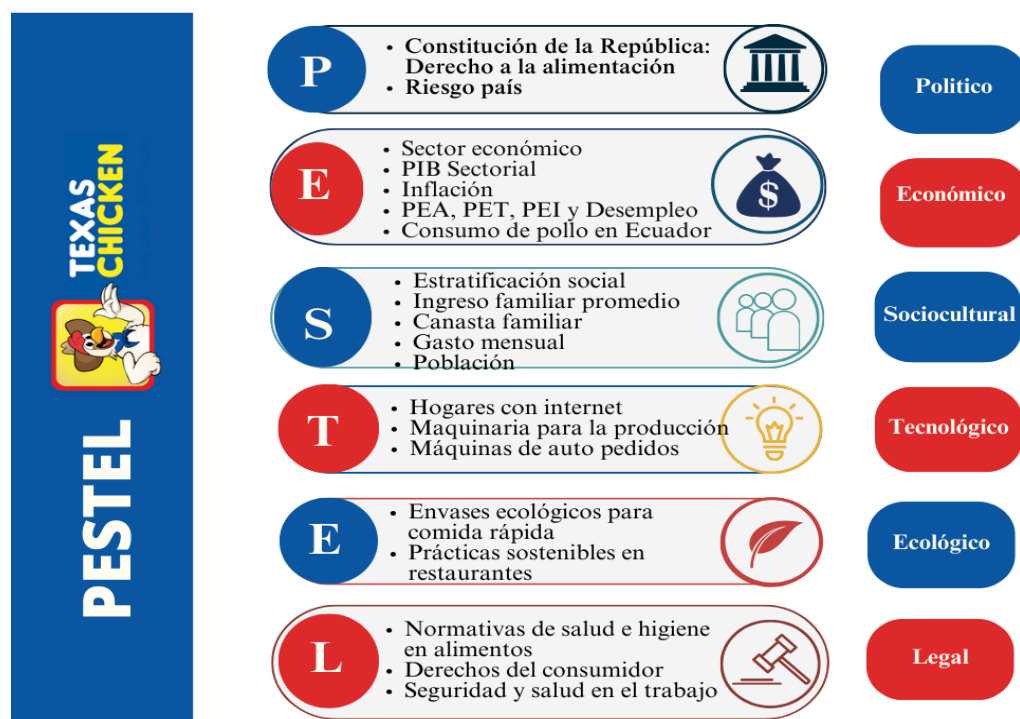 PESTEL
TEXAS
CHICKEN
P
• Constitución de la República:
Derecho a la alimentación
• Riesgo país
Politico
E
• Sector económico
• PIB Sectorial
• Inflación
• PEA, PET, PEI y Desempleo
• Consumo de pollo en Ecuador
$
Económico
S
• Estratificación social
• Ingreso familiar promedio
• Canasta familiar
• Gasto mensual
• Población
Sociocultural
T
• Hogares con internet
• Maquinaria para la producción
• Máquinas de auto pedidos
Tecnológico
E
• Envases ecológicos para
comida rápida
• Prácticas sostenibles en
restaurantes
Ecológico
L
• Normativas de salud e higiene
en alimentos
• Derechos del consumidor
• Seguridad y salud en el trabajo
Legal